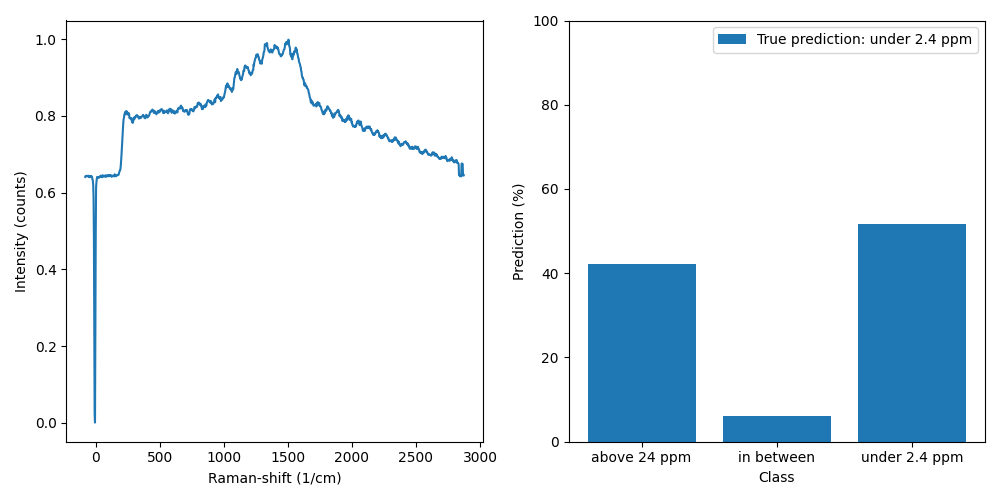 1.0
0.8
0.6
0.4
0.2
0.0
Intensity (counts)
0
500
1000
1500
2000
2500
3000
Raman-shift (1/cm)
100
80
60
40
20
0
Prediction (%)
True prediction: under 2.4 ppm
above 24 ppm
in between
under 2.4 ppm
Class